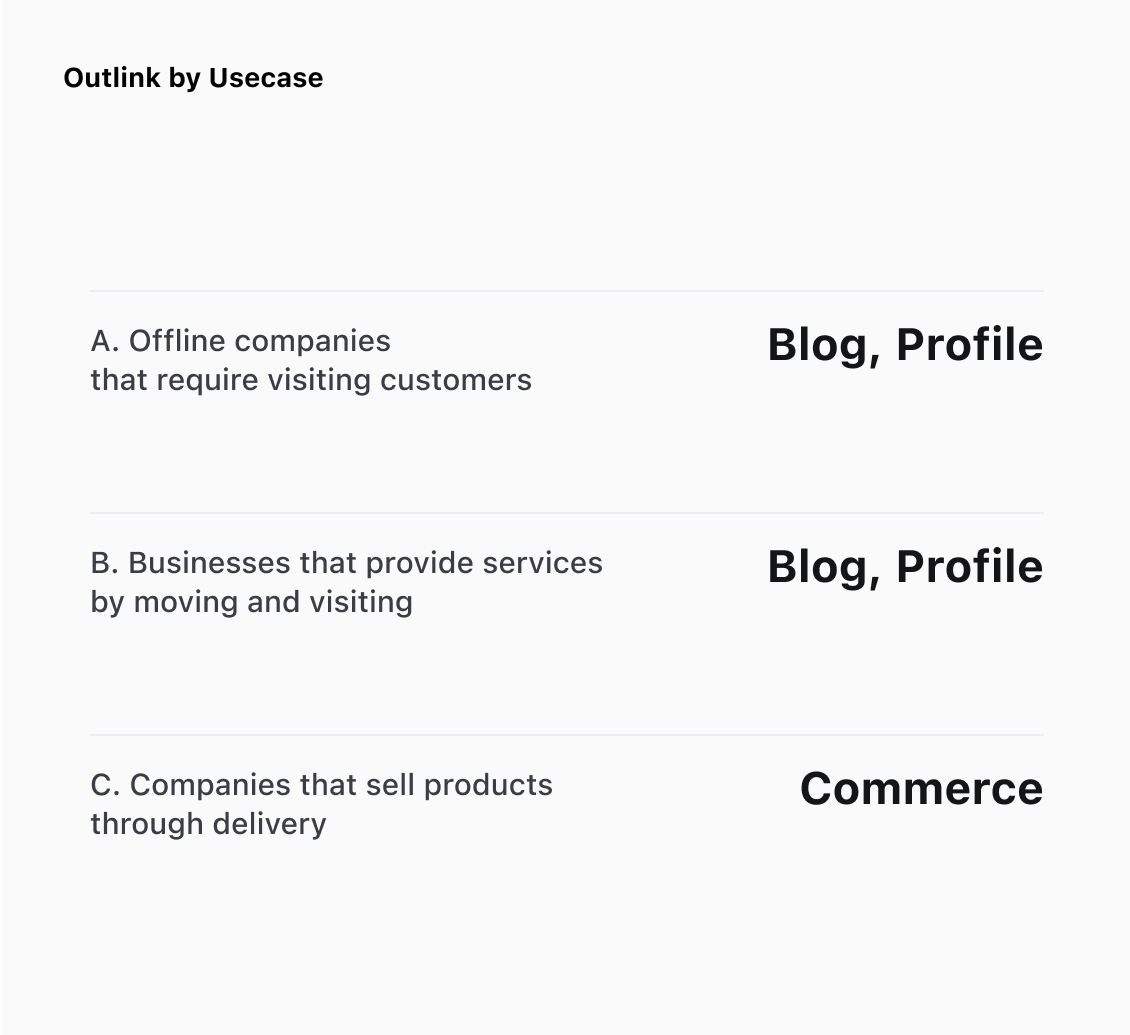 Outlink by Usecase
A. Offline companies
that require visiting customers
Blog, Profile
B. Businesses that provide services
by moving and visiting
Blog, Profile
C. Companies that sell products
through delivery
Commerce